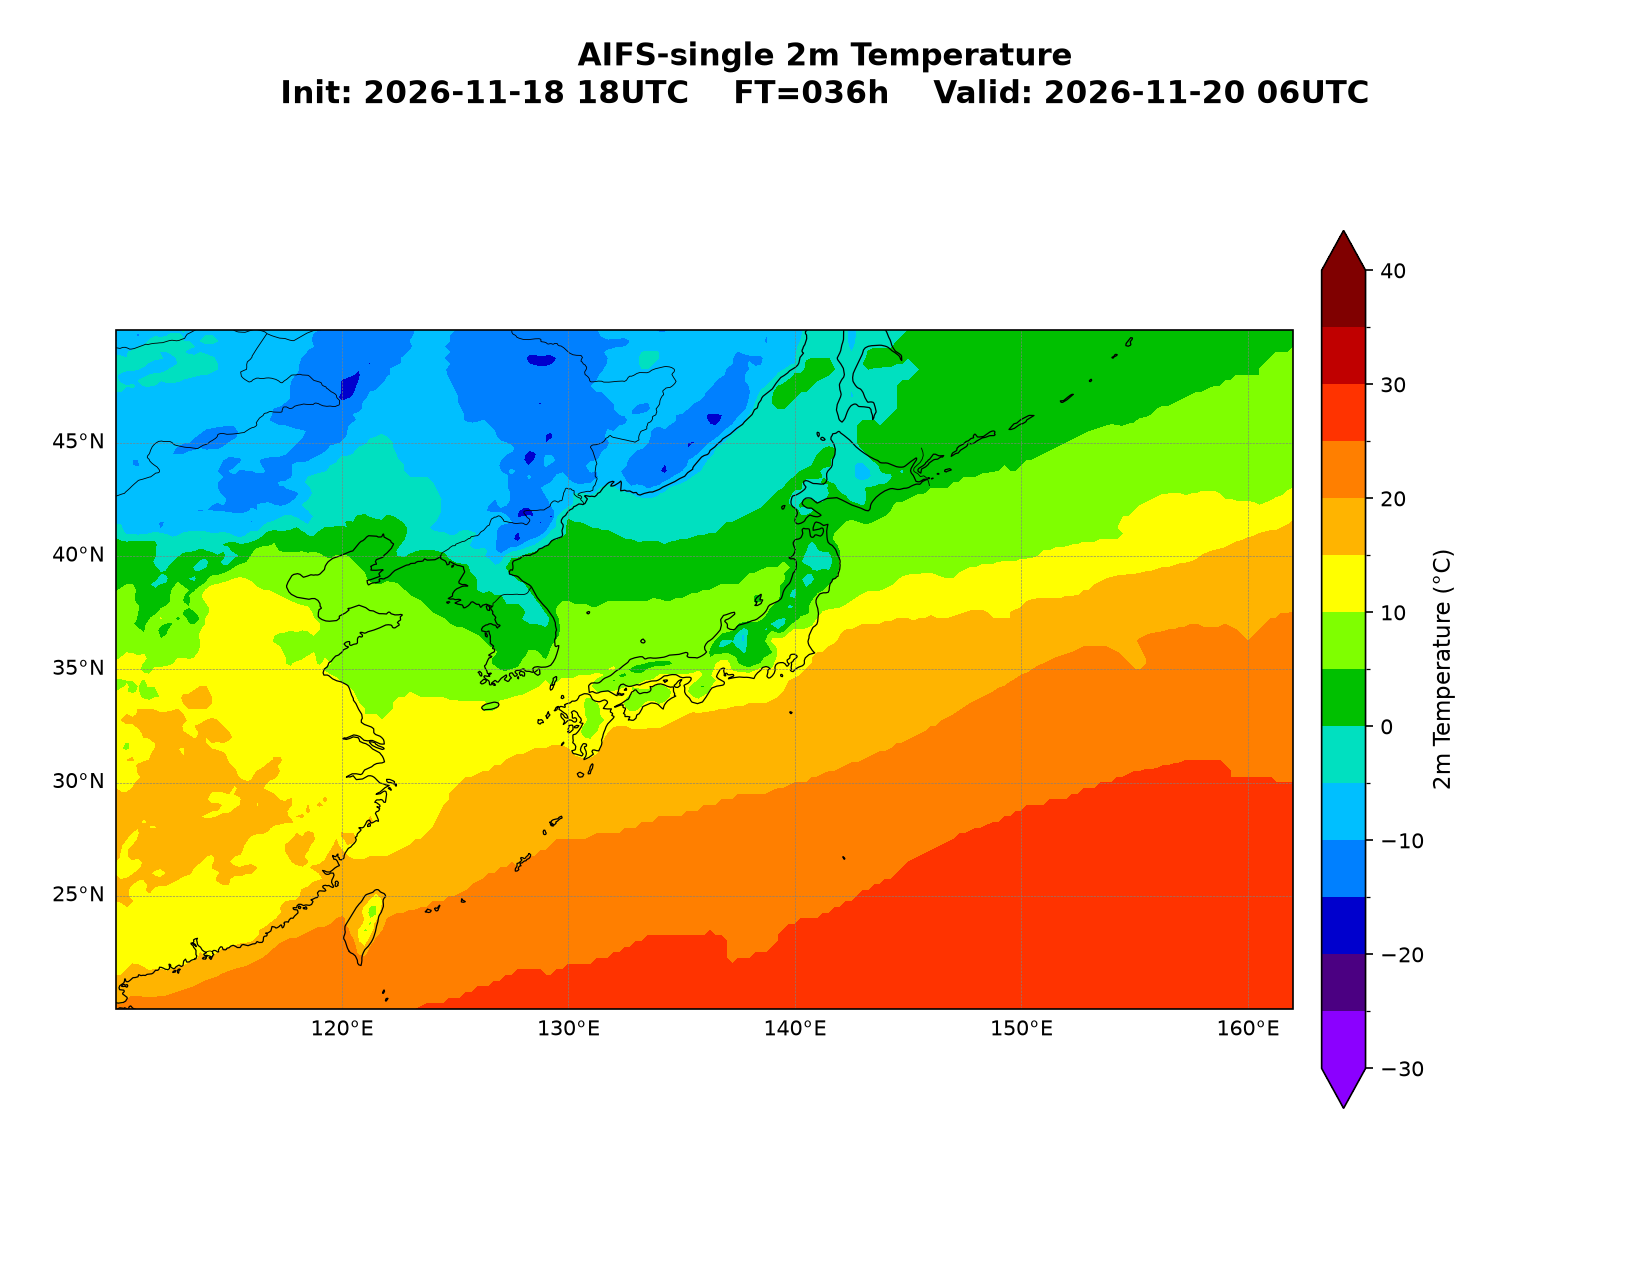 AIFS-single 2m Temperature
Init: 2026-11-18 18UTC    FT=036h    Valid: 2026-11-20 06UTC
45°N
40°N
35°N
30°N
25°N
120°E
130°E
140°E
150°E
160°E
40
30
20
10
0
−10
−20
−30
2m Temperature (°C)